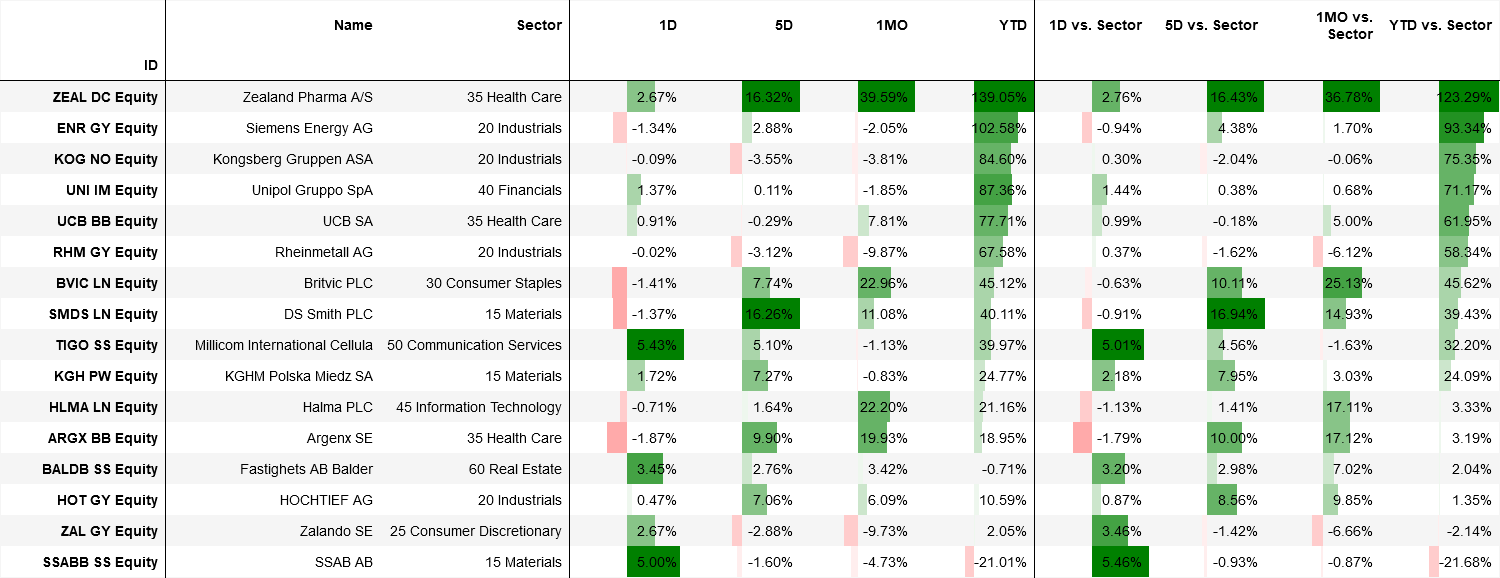 Name Sector 1D 5D 1MO YTD 1D vs. Sector 5D vs. Sector 1MO vs. Sector YTD vs. Sector
ID
ZEAL DC Equity Zealand Pharma A/S 35 Health Care 2.67% 16.32% 39.59% 139.05% 2.76% 16.43% 36.78% 123.29%
ENR GY Equity Siemens Energy AG 20 Industrials -1.34% 2.88% -2.05% 102.58% -0.94% 4.38% 1.70% 93.34%
KOG NO Equity Kongsberg Gruppen ASA 20 Industrials -0.09% -3.55% -3.81% 84.60% 0.30% -2.04% -0.06% 75.35%
UNI IM Equity Unipol Gruppo SpA 40 Financials 1.37% 0.11% -1.85% 87.36% 1.44% 0.38% 0.68% 71.17%
UCB BB Equity UCB SA 35 Health Care 0.91% -0.29% 7.81% 77.71% 0.99% -0.18% 5.00% 61.95%
RHM GY Equity Rheinmetall AG 20 Industrials -0.02% -3.12% -9.87% 67.58% 0.37% -1.62% -6.12% 58.34%
BVIC LN Equity Britvic PLC 30 Consumer Staples -1.41% 7.74% 22.96% 45.12% -0.63% 10.11% 25.13% 45.62%
SMDS LN Equity DS Smith PLC 15 Materials -1.37% 16.26% 11.08% 40.11% -0.91% 16.94% 14.93% 39.43%
TIGO SS Equity Millicom International Cellula 50 Communication Services 5.43% 5.10% -1.13% 39.97% 5.01% 4.56% -1.63% 32.20%
KGH PW Equity KGHM Polska Miedz SA 15 Materials 1.72% 7.27% -0.83% 24.77% 2.18% 7.95% 3.03% 24.09%
HLMA LN Equity Halma PLC 45 Information Technology -0.71% 1.64% 22.20% 21.16% -1.13% 1.41% 17.11% 3.33%
ARGX BB Equity Argenx SE 35 Health Care -1.87% 9.90% 19.93% 18.95% -1.79% 10.00% 17.12% 3.19%
BALDB SS Equity Fastighets AB Balder 60 Real Estate 3.45% 2.76% 3.42% -0.71% 3.20% 2.98% 7.02% 2.04%
HOT GY Equity HOCHTIEF AG 20 Industrials 0.47% 7.06% 6.09% 10.59% 0.87% 8.56% 9.85% 1.35%
ZAL GY Equity Zalando SE 25 Consumer Discretionary 2.67% -2.88% -9.73% 2.05% 3.46% -1.42% -6.66% -2.14%
SSABB SS Equity SSAB AB 15 Materials 5.00% -1.60% -4.73% -21.01% 5.46% -0.93% -0.87% -21.68%